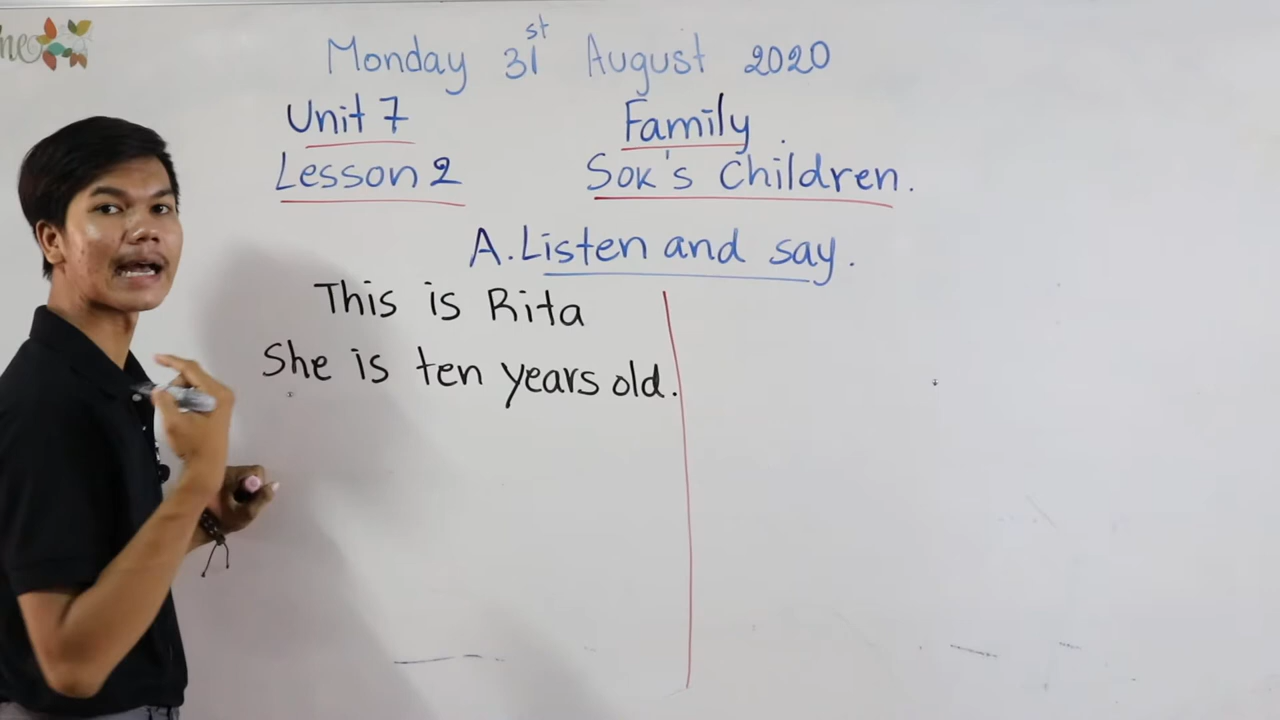 Monday 31st August 2020
Unit 7 Family
Lesson 2 Sok's Children.
A. Listen and say.
This is Rita
She is ten years old.